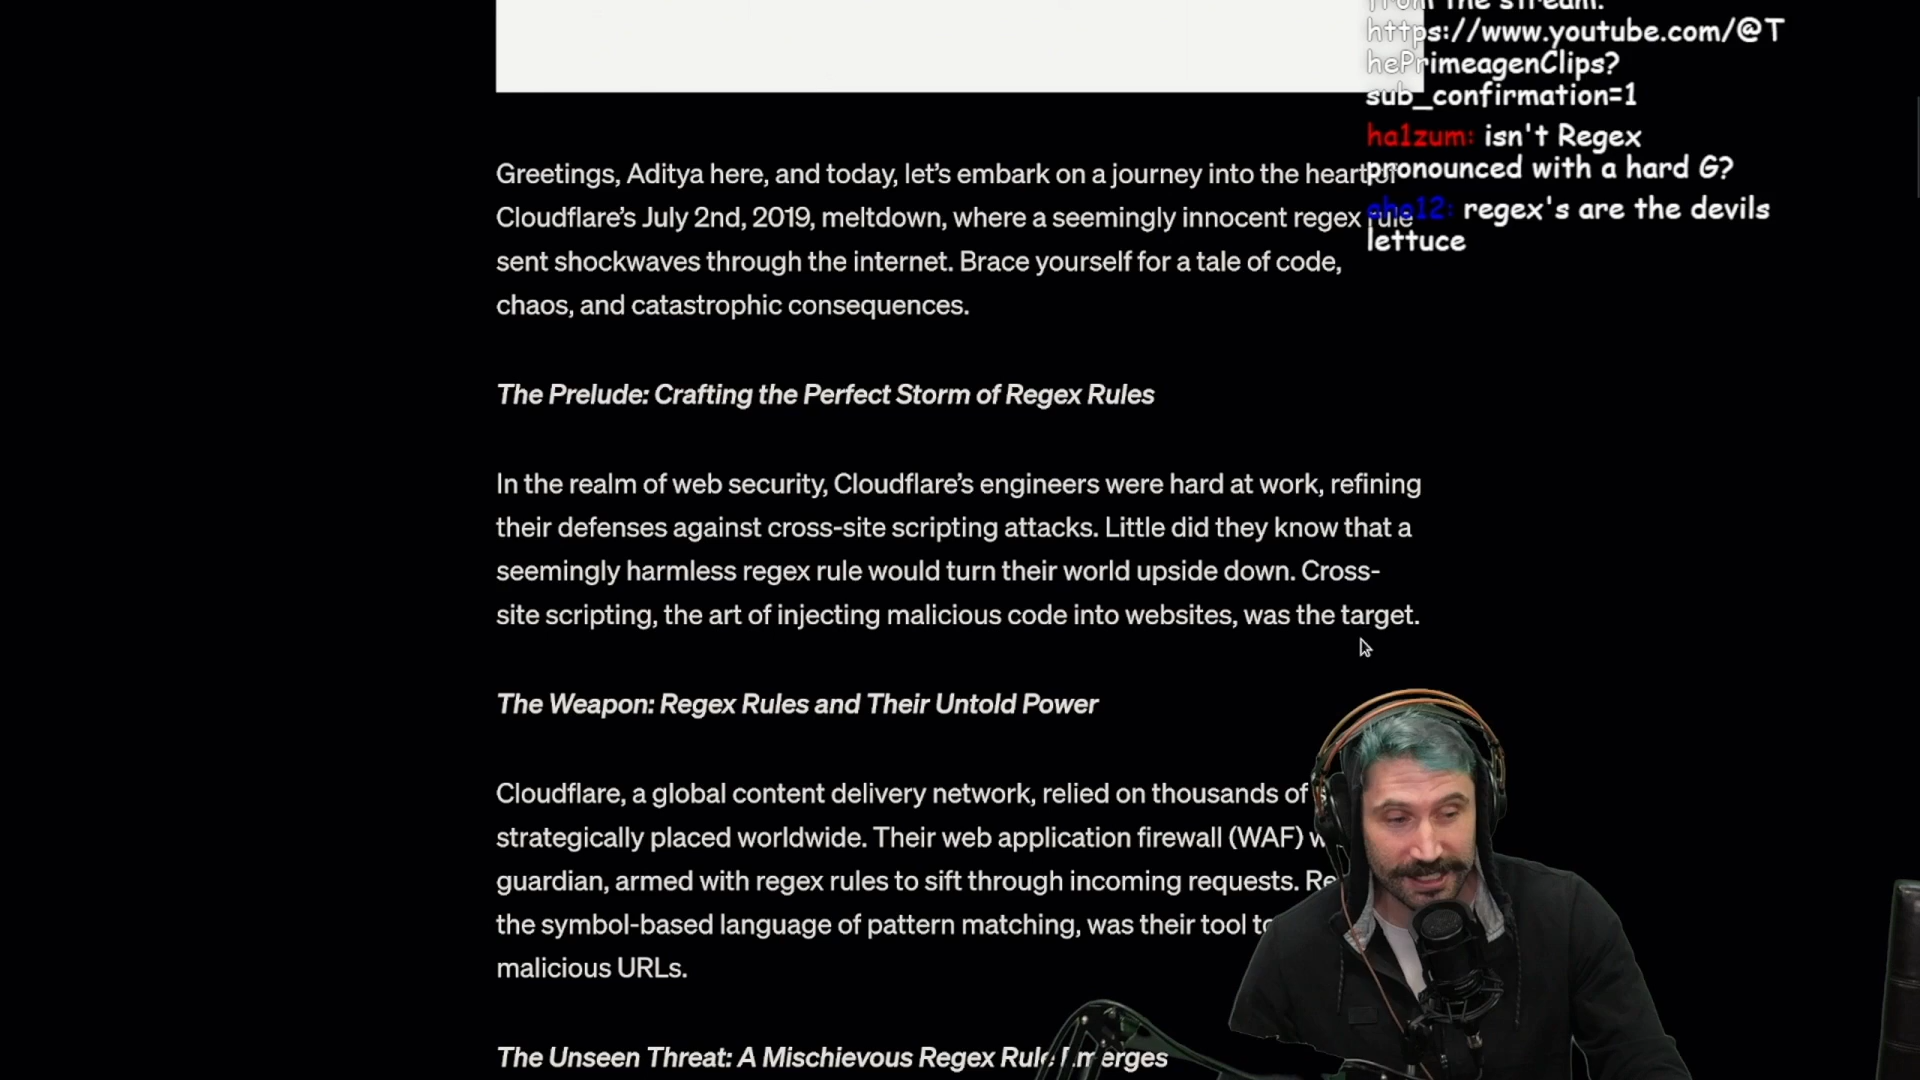 from the stream:
https://www.youtube.com/@T
hePrimeagenClips?
sub_confirmation=1
ha1zum: isn't Regex
pronounced with a hard G?
aho12: regex's are the devils
lettuce
Greetings, Aditya here, and today, let's embark on a journey into the heart of
Cloudflare's July 2nd, 2019, meltdown, where a seemingly innocent regex rule
sent shockwaves through the internet. Brace yourself for a tale of code,
chaos, and catastrophic consequences.
The Prelude: Crafting the Perfect Storm of Regex Rules
In the realm of web security, Cloudflare's engineers were hard at work, refining
their defenses against cross-site scripting attacks. Little did they know that a
seemingly harmless regex rule would turn their world upside down. Cross-
site scripting, the art of injecting malicious code into websites, was the target.
The Weapon: Regex Rules and Their Untold Power
Cloudflare, a global content delivery network, relied on thousands of
strategically placed worldwide. Their web application firewall (WAF)
guardian, armed with regex rules to sift through incoming requests.
the symbol-based language of pattern matching, was their tool
malicious URLs.
The Unseen Threat: A Mischievous Regex Rule Emerges